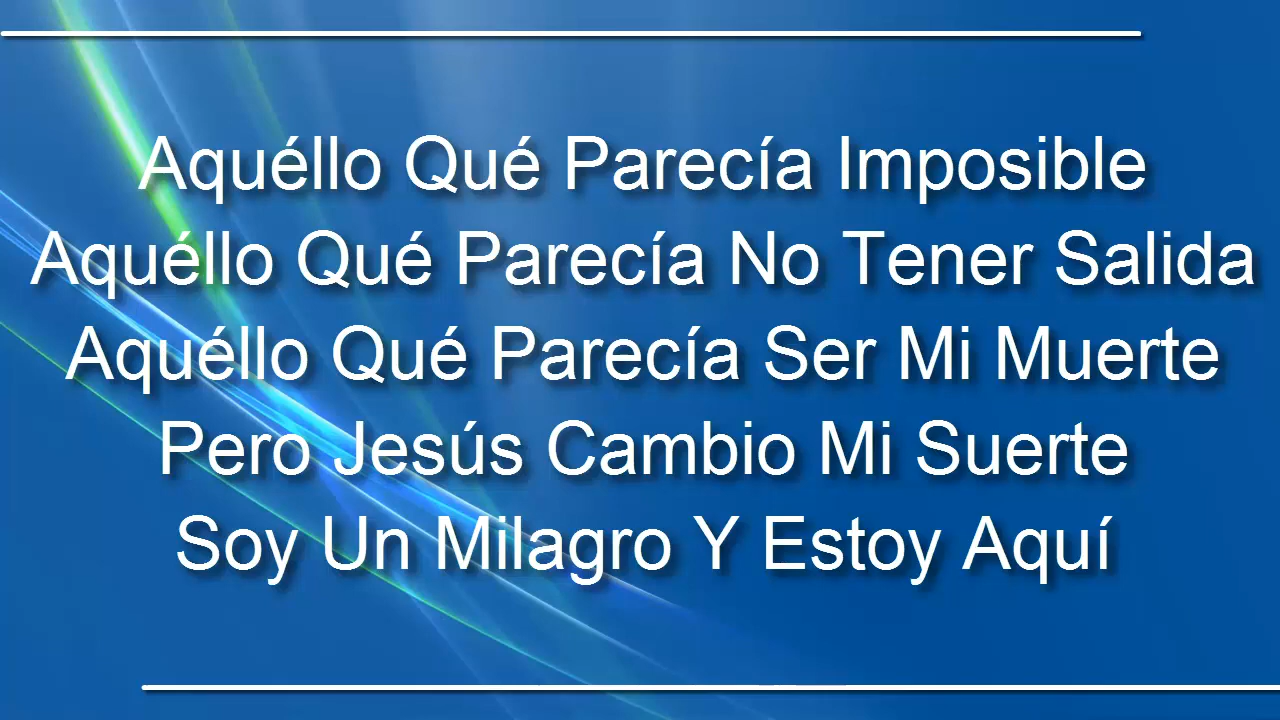 Aquéllo Qué Parecía Imposible
Aquéllo Qué Parecía No Tener Salida
Aquéllo Qué Parecía Ser Mi Muerte
Pero Jesús Cambio Mi Suerte
Soy Un Milagro Y Estoy Aquí